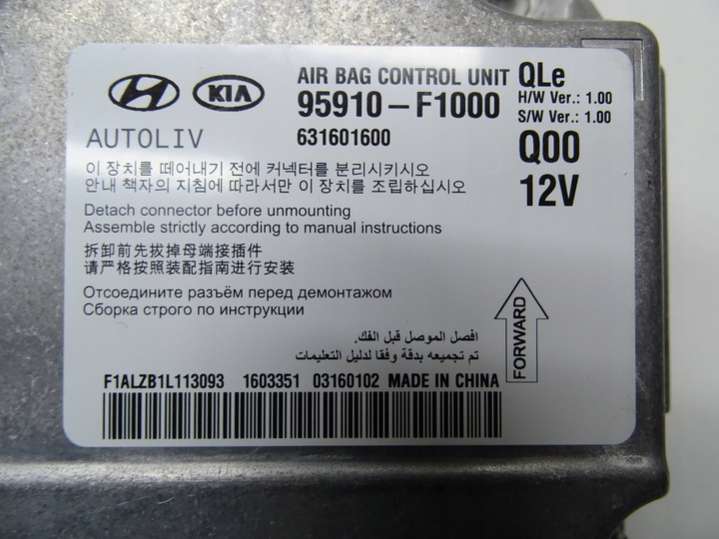 KIA
AIR BAG CONTROL UNIT
QLe
95910-F1000
H/W Ver.: 1.00
S/W Ver.: 1.00
AUTOLIV
631601600
Q00
12V
이 장치를 떼어내기 전에 커넥터를 분리시키시오
안내 책자의 지침에 따라서만 이 장치를 조립하십시오
Detach connector before unmounting
Assemble strictly according to manual instructions
拆卸前先拔掉母端接插件
请严格按照装配指南进行安装
Отсоедините разъём перед демонтажом
Сборка строго по инструкции
افصل الموصل قبل الفك.
تم تجميعه بدقة وفقا لدليل التعليمات
FORWARD
F1ALZB1L113093 1603351 03160102 MADE IN CHINA